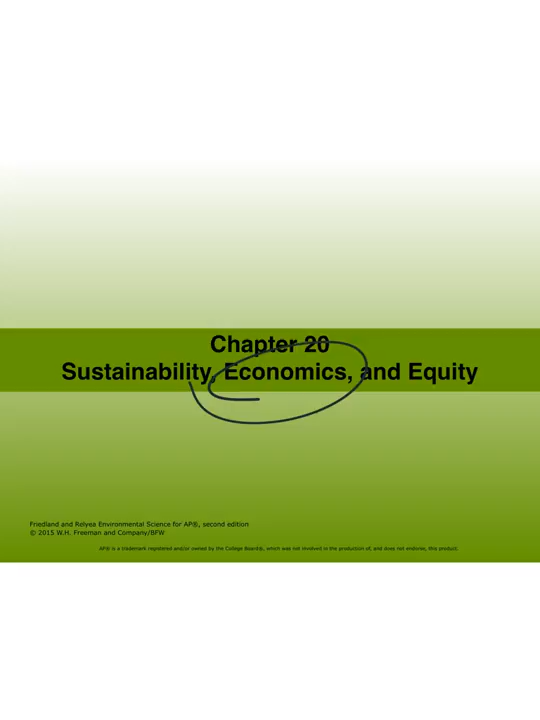 Chapter 20
Sustainability, Economics, and Equity
Friedland and Relyea Environmental Science for AP®, second edition
© 2015 W.H. Freeman and Company/BFW
AP® is a trademark registered and/or owned by the College Board®, which was not involved in the production of, and does not endorse, this product.